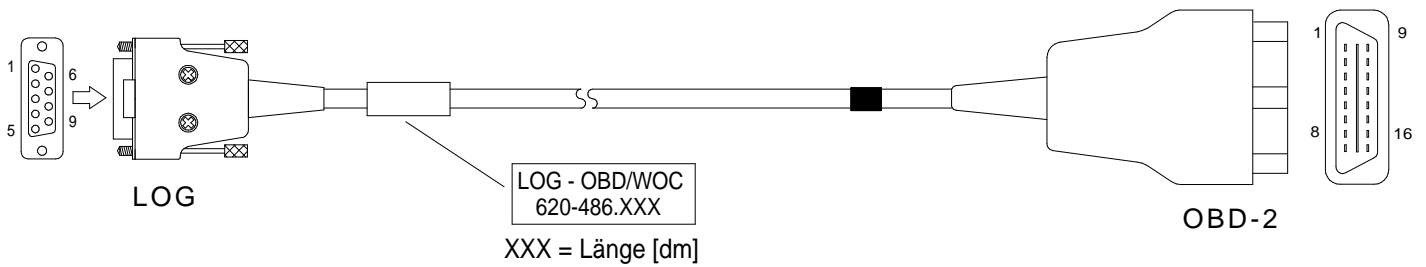 1
6
5
9
LOG
LOG - OBD/WOC
620-486.XXX
XXX = Länge [dm]
1
9
8
16
OBD-2